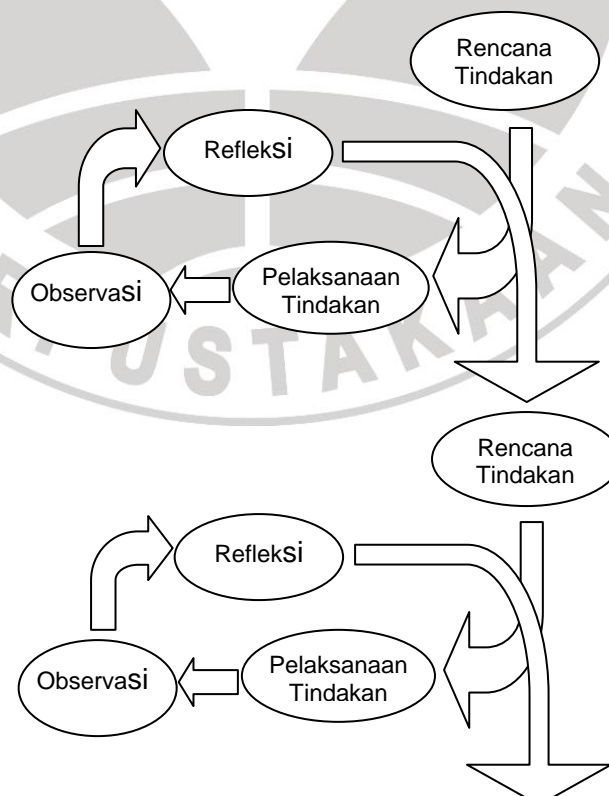 Rencana
Tindakan
Refleksi
Pelaksanaan
Tindakan
Observasi
Rencana
Tindakan
Refleksi
Pelaksanaan
Tindakan
Observasi